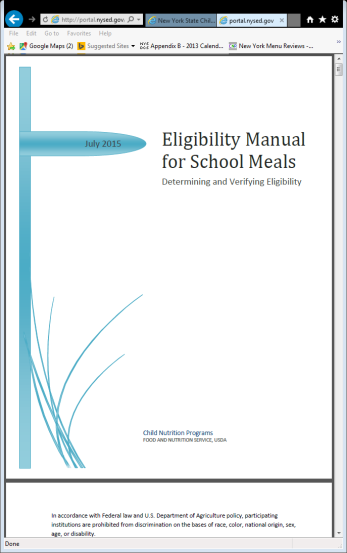 http://portal.nysed.gov
New York State Chil...
portal.nysed.gov
File Edit Go to Favorites Help
Google Maps (2) Suggested Sites Appendix B - 2013 Calend... New York Menu Reviews -...
July 2015
Eligibility Manual
for School Meals
Determining and Verifying Eligibility
Child Nutrition Programs
FOOD AND NUTRITION SERVICE, USDA
In accordance with Federal law and U.S. Department of Agriculture policy, participating
institutions are prohibited from discrimination on the bases of race, color, national origin, sex,
age, or disability.
Done